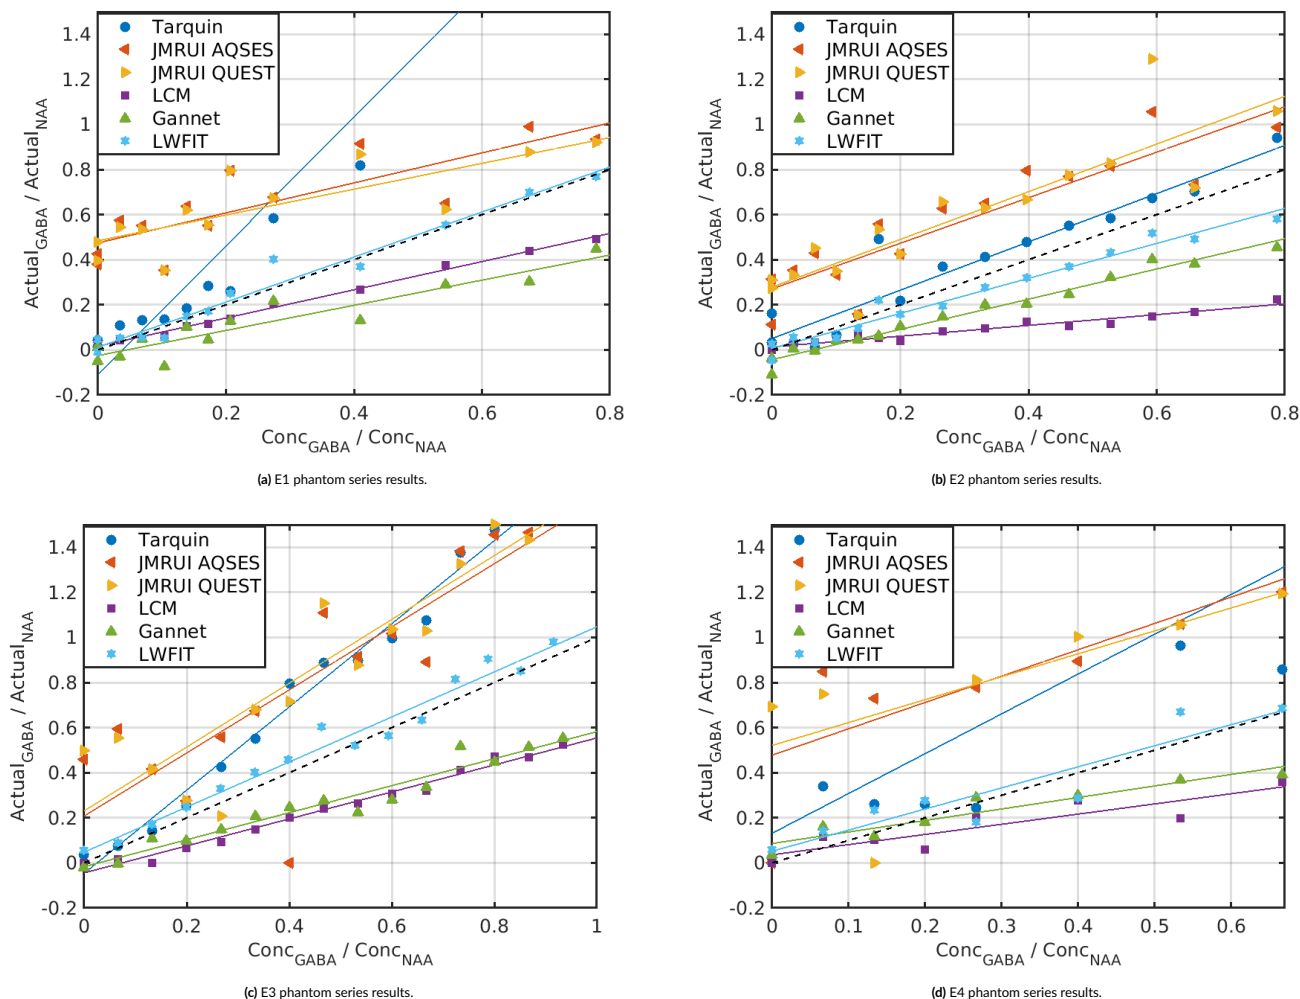 1.4
1.2
1
0.8
0.6
0.4
0.2
0
-0.2
Actual_GABA / Actual_NAA
Tarquin
JMRUI AQSES
JMRUI QUEST
LCM
Gannet
LWFIT
0 0.2 0.4 0.6 0.8
Conc_GABA / Conc_NAA
(a) E1 phantom series results.
1.4
1.2
1
0.8
0.6
0.4
0.2
0
-0.2
Actual_GABA / Actual_NAA
Tarquin
JMRUI AQSES
JMRUI QUEST
LCM
Gannet
LWFIT
0 0.2 0.4 0.6 0.8
Conc_GABA / Conc_NAA
(b) E2 phantom series results.
1.4
1.2
1
0.8
0.6
0.4
0.2
0
-0.2
Actual_GABA / Actual_NAA
Tarquin
JMRUI AQSES
JMRUI QUEST
LCM
Gannet
LWFIT
0 0.2 0.4 0.6 0.8 1
Conc_GABA / Conc_NAA
(c) E3 phantom series results.
1.4
1.2
1
0.8
0.6
0.4
0.2
0
-0.2
Actual_GABA / Actual_NAA
Tarquin
JMRUI AQSES
JMRUI QUEST
LCM
Gannet
LWFIT
0 0.1 0.2 0.3 0.4 0.5 0.6
Conc_GABA / Conc_NAA
(d) E4 phantom series results.